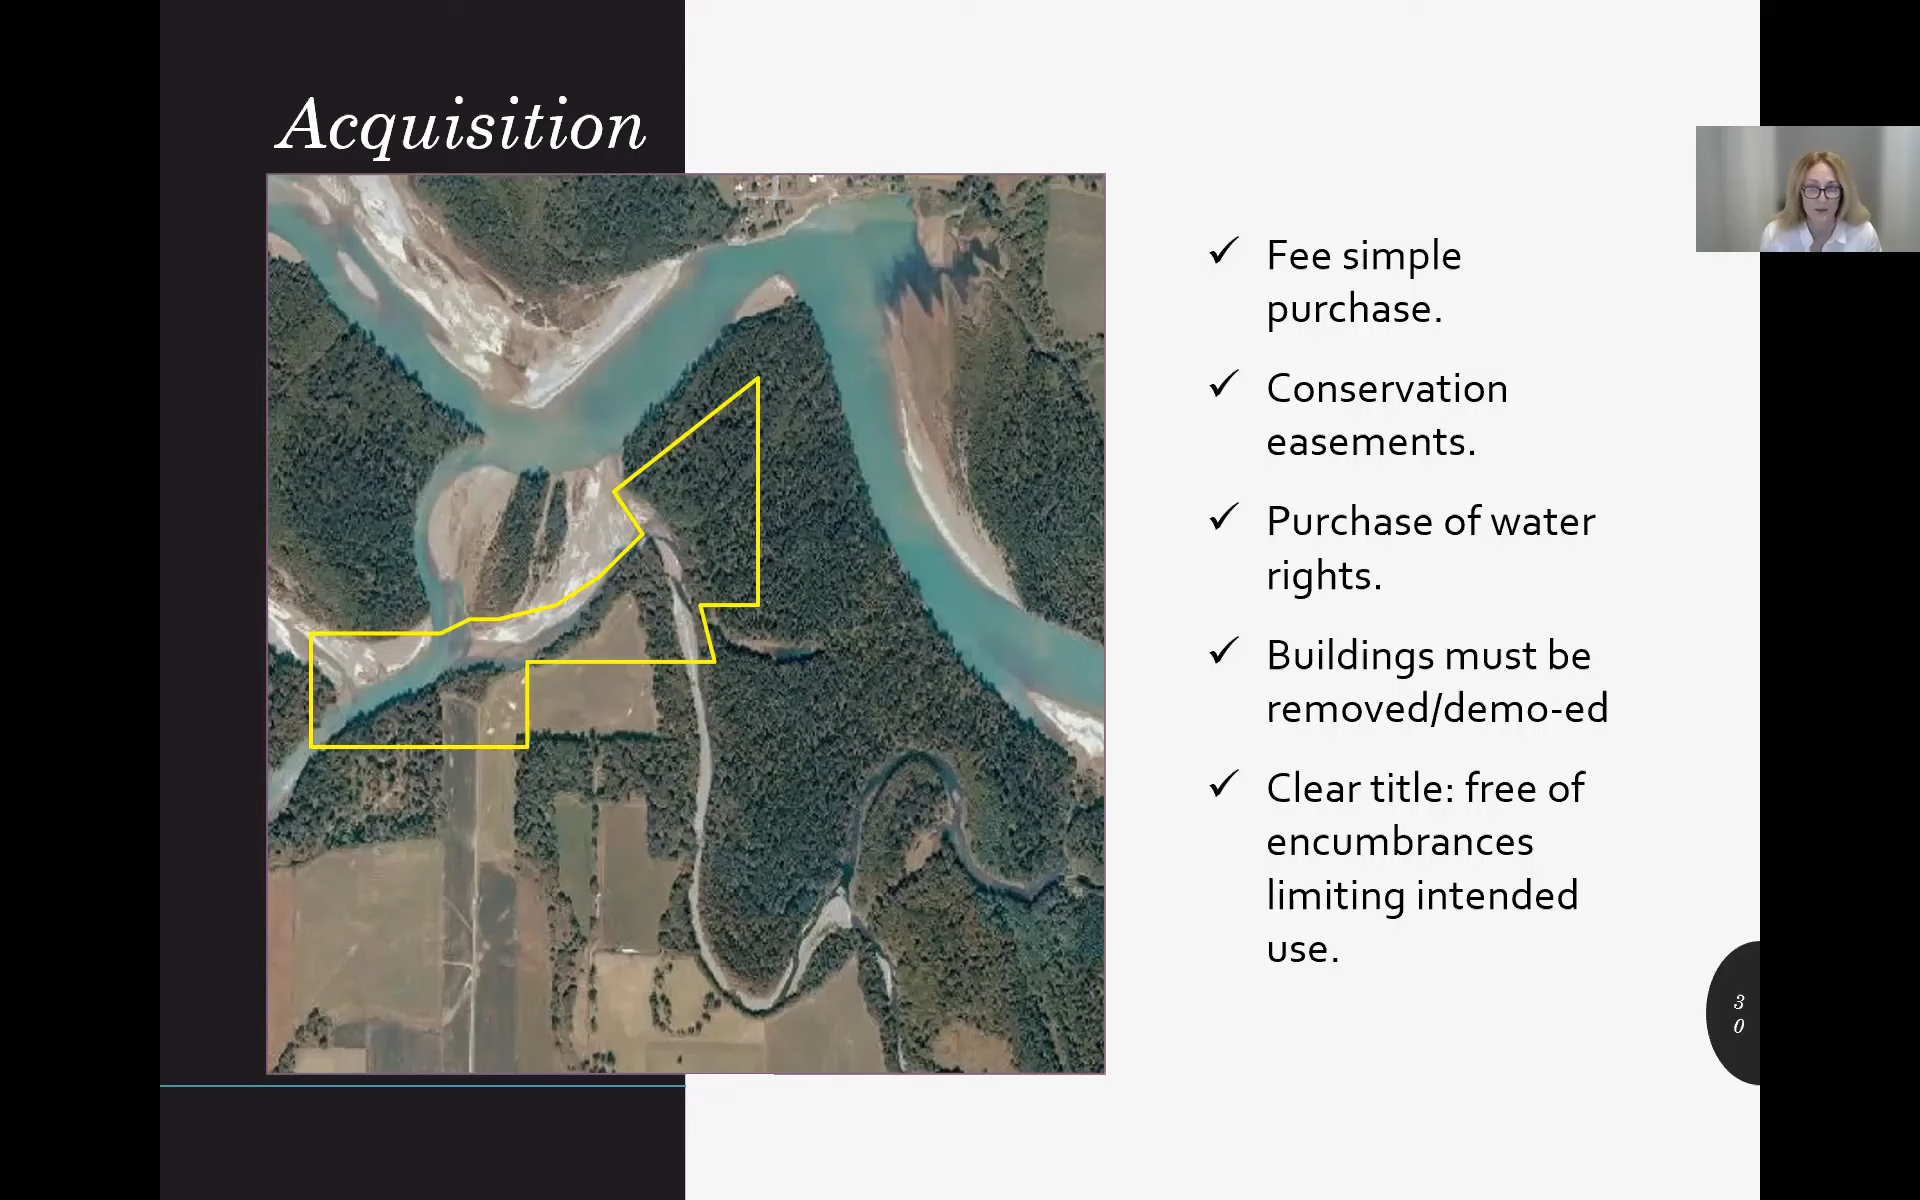 Acquisition
✓ Fee simple
purchase.
✓ Conservation
easements.
✓ Purchase of water
rights.
✓ Buildings must be
removed/demo-ed
✓ Clear title: free of
encumbrances
limiting intended
use.
3
0